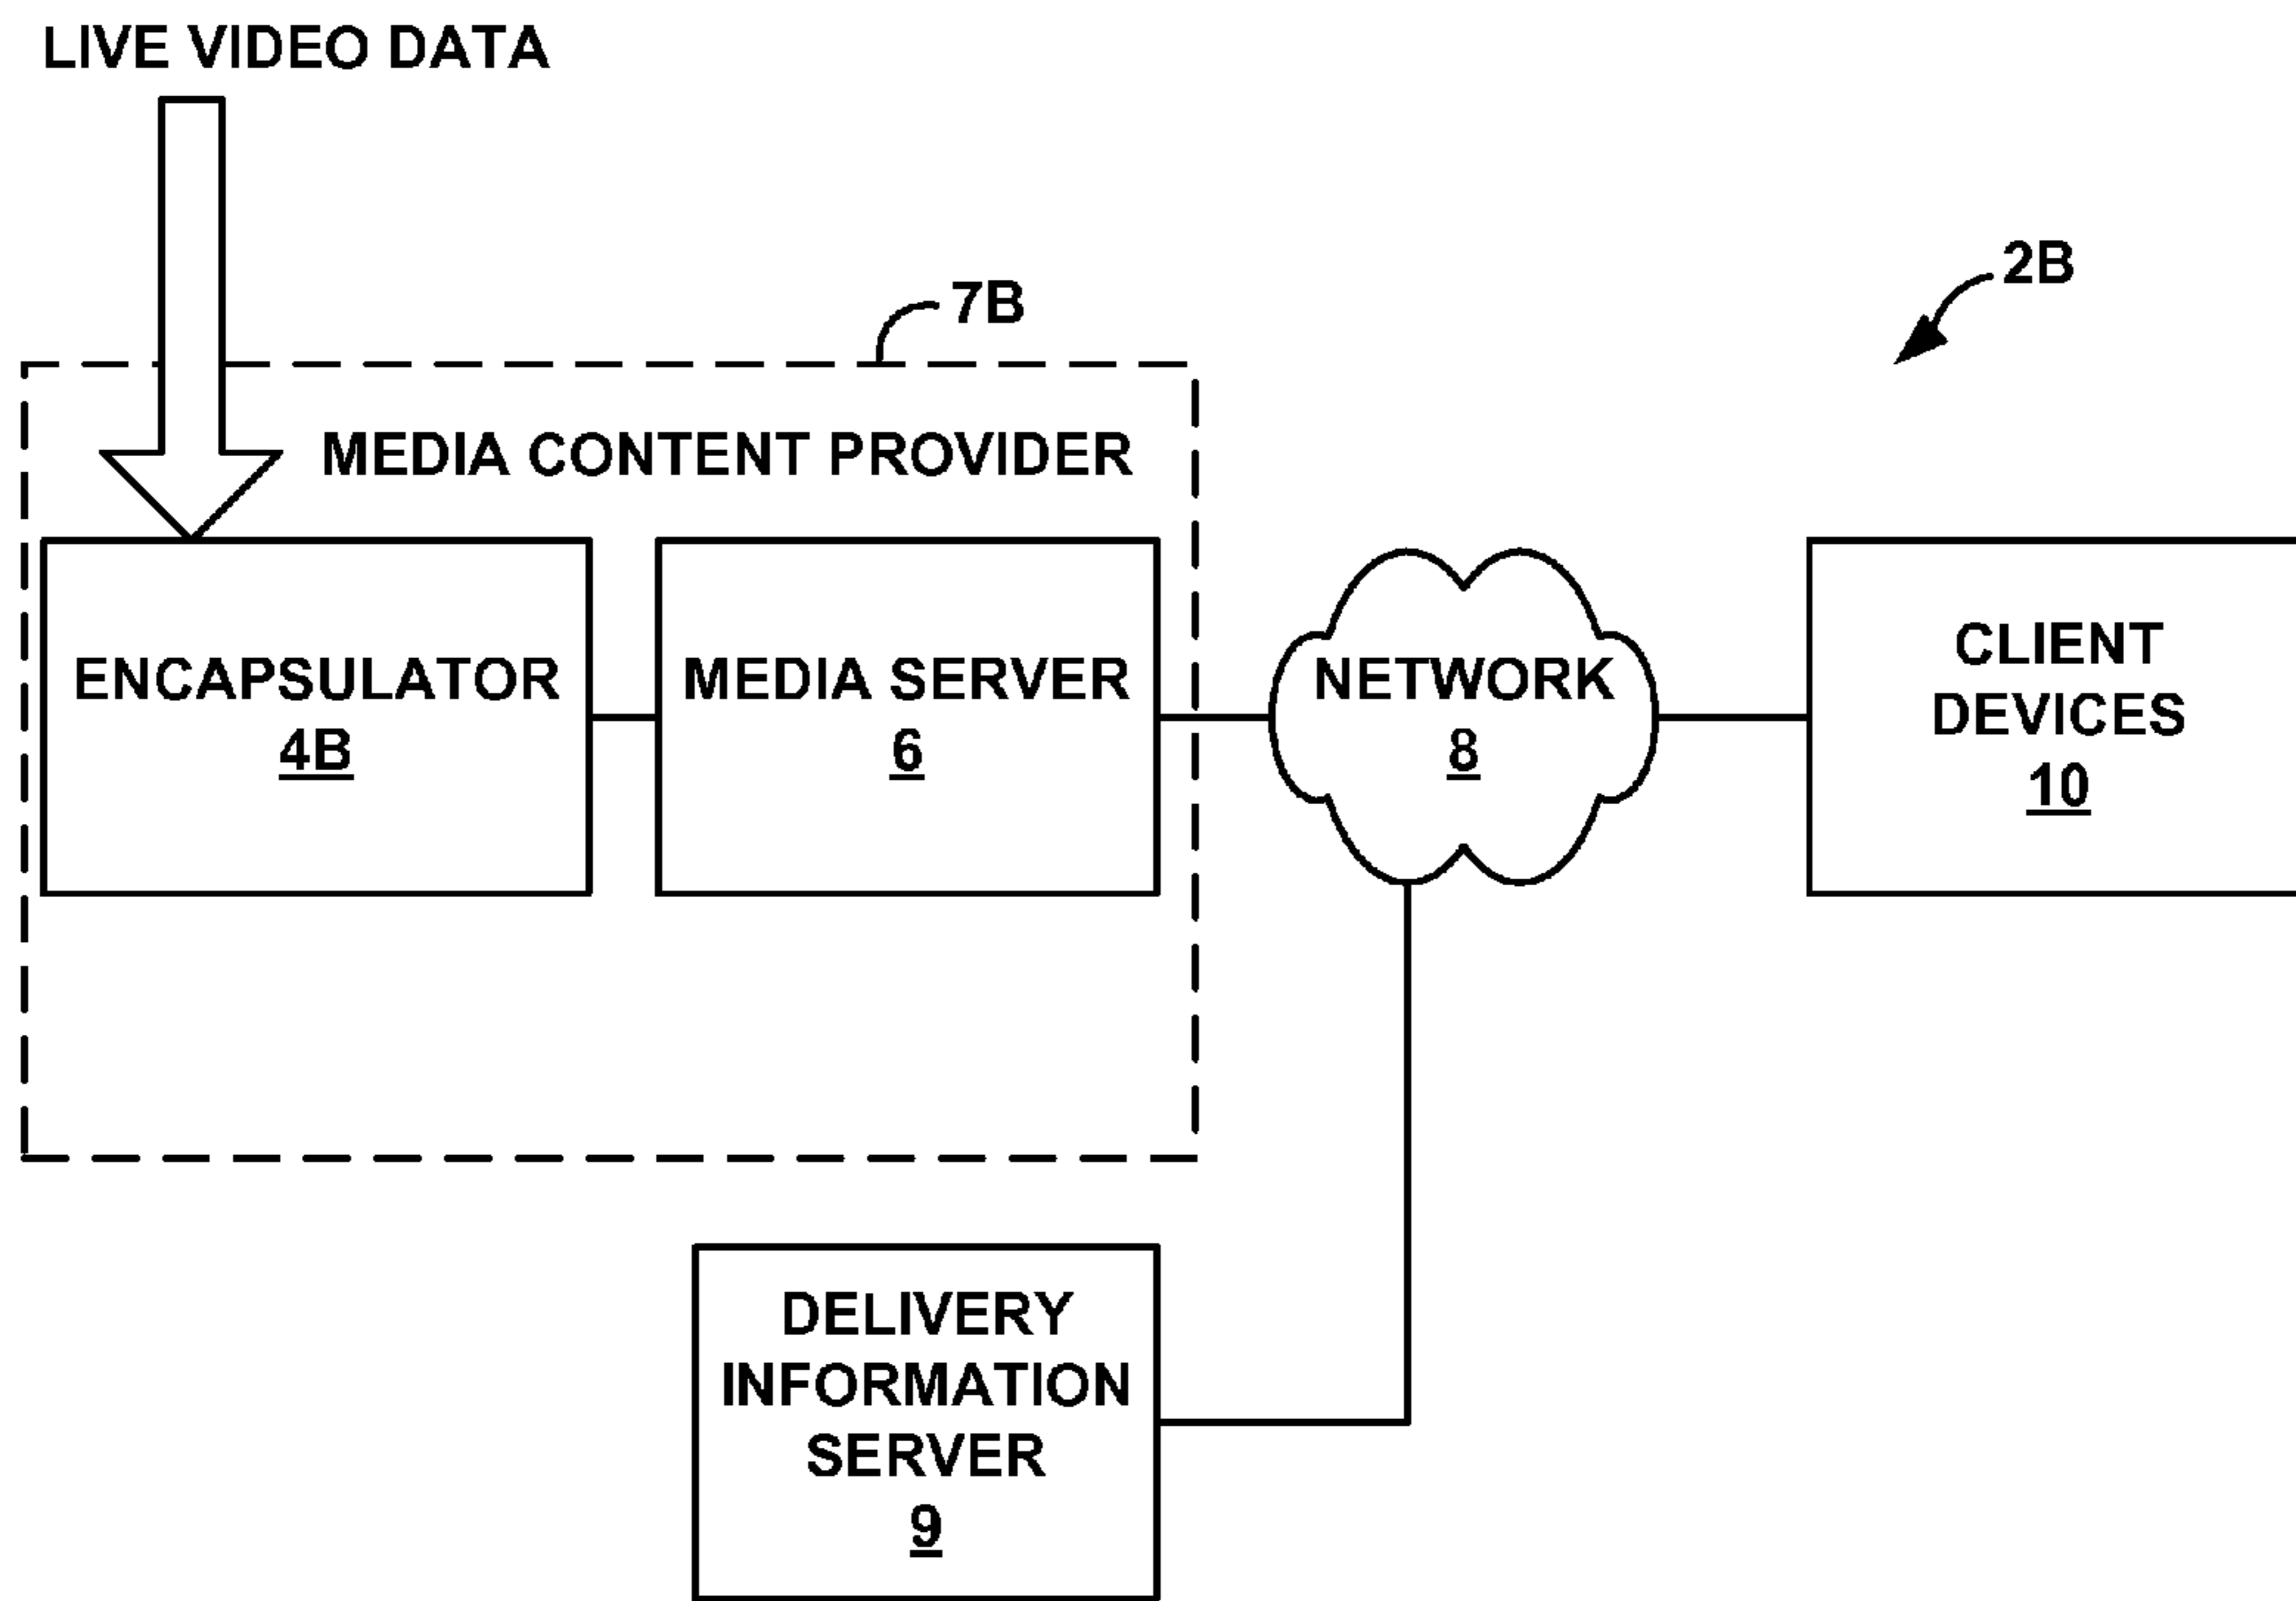 LIVE VIDEO DATA
2B
7B
MEDIA CONTENT PROVIDER
ENCAPSULATOR
4B
MEDIA SERVER
6
NETWORK
8
CLIENT
DEVICES
10
DELIVERY
INFORMATION
SERVER
9